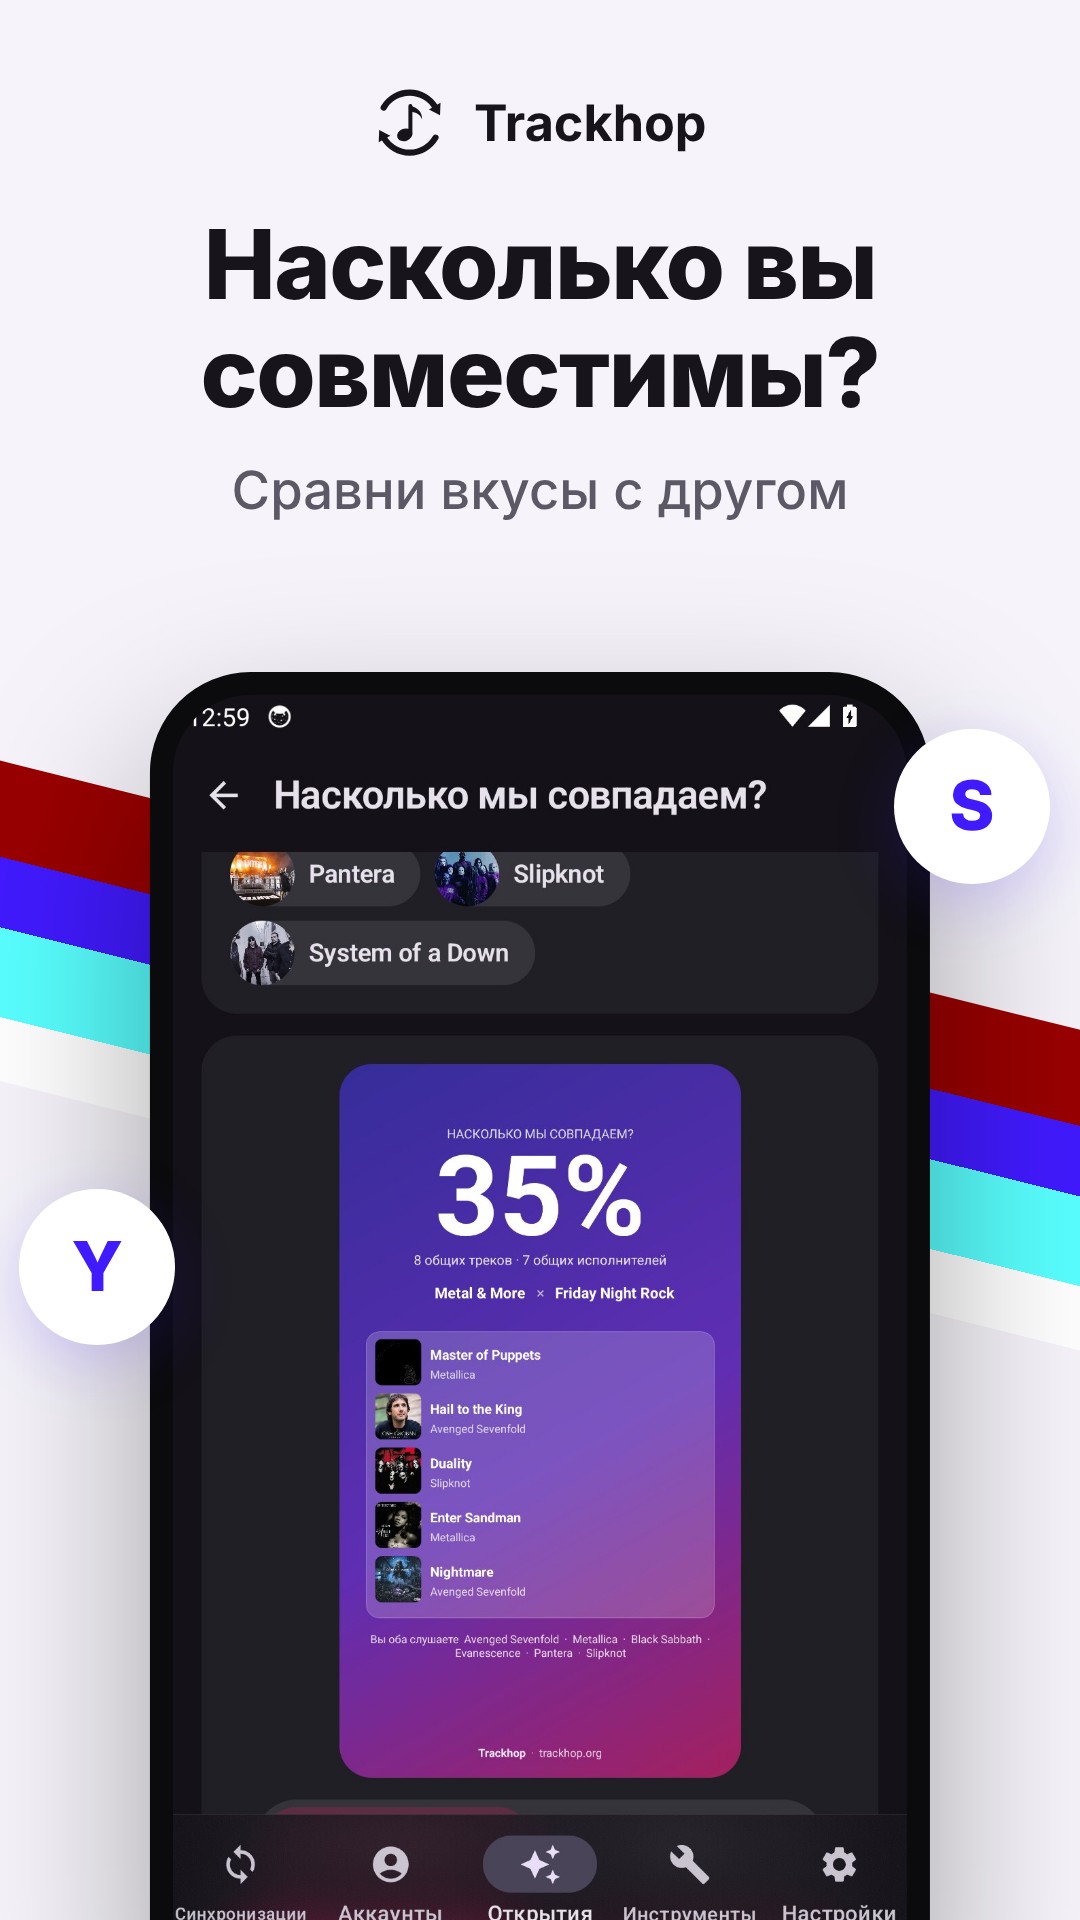 Trackhop
Насколько вы
совместимы?
Сравни вкусы с другом
12:59
Насколько мы совпадаем?
S
Pantera
Slipknot
System of a Down
НАСКОЛЬКО МЫ СОВПАДАЕМ?
35%
8 общих треков · 7 общих исполнителей
Metal & More × Friday Night Rock
Y
Master of Puppets
Metallica
Hail to the King
Avenged Sevenfold
Duality
Slipknot
Enter Sandman
Metallica
Nightmare
Avenged Sevenfold
Вы оба слушаете Avenged Sevenfold · Metallica · Black Sabbath ·
Evanescence · Pantera · Slipknot
Trackhop · trackhop.org
Синхронизации Аккаунты Открытия Инструменты Настройки